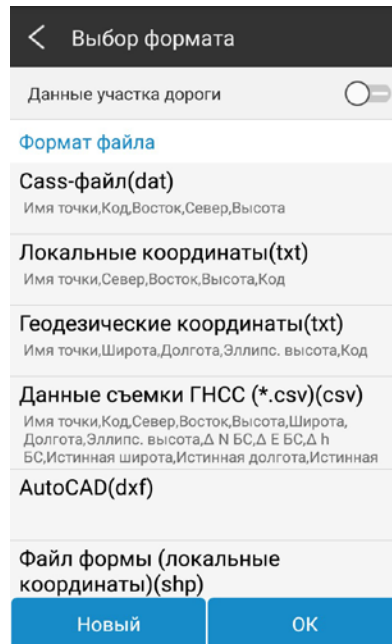 Выбор формата
Данные участка дороги
Формат файла
Cass-файл(dat)
Имя точки,Код,Восток,Север,Высота
Локальные координаты(txt)
Имя точки,Север,Восток,Высота,Код
Геодезические координаты(txt)
Имя точки,Широта,Долгота,Эллипс. высота,Код
Данные съемки ГНСС (*.csv)(csv)
Имя точки,Код,Север,Восток,Высота,Широта,
Долгота,Эллипс. высота,Δ N БС,Δ E БС,Δ h
БС,Истинная широта,Истинная долгота,Истинная
AutoCAD(dxf)
Файл формы (локальные
координаты)(shp)
Новый
OK